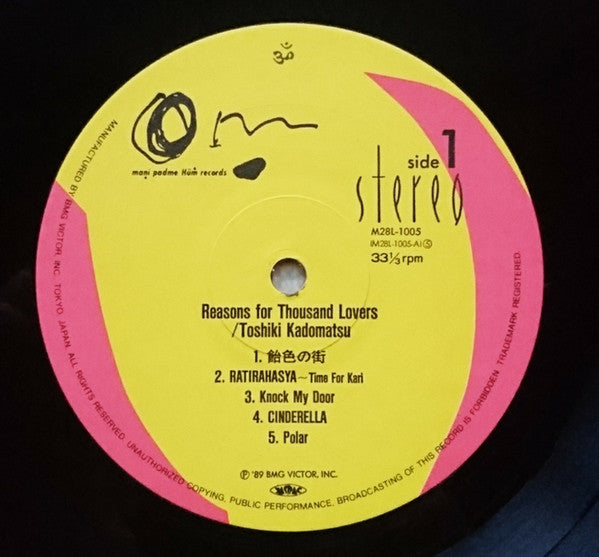 ॐ
Om
maṇi padme Hūṃ records
side 1
stereo
M28L-1005
(M28L-1005-A)Ⓢ
33⅓rpm
Reasons for Thousand Lovers
/Toshiki Kadomatsu
1. 飴色の街
2. RATIRAHASYA～Time For Kari
3. Knock My Door
4. CINDERELLA
5. Polar
Ⓟ '89 BMG VICTOR, INC.
MANUFACTURED BY BMG VICTOR, INC. TOKYO, JAPAN. ALL RIGHTS RESERVED. UNAUTHORIZED COPYING, PUBLIC PERFORMANCE, BROADCASTING OF THIS RECORD IS FORBIDDEN. TRADEMARK REGISTERED.